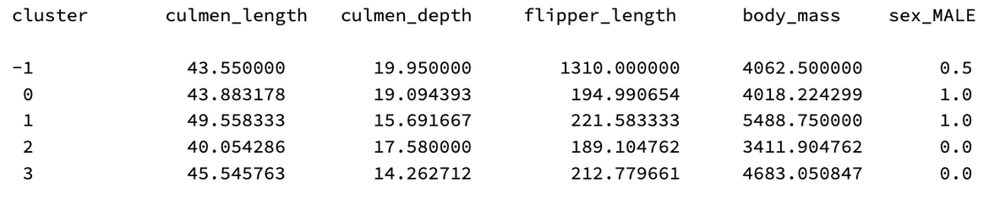 cluster culmen_length culmen_depth flipper_length body_mass sex_MALE
-1 43.550000 19.950000 1310.000000 4062.500000 0.5
0 43.883178 19.094393 194.990654 4018.224299 1.0
1 49.558333 15.691667 221.583333 5488.750000 1.0
2 40.054286 17.580000 189.104762 3411.904762 0.0
3 45.545763 14.262712 212.779661 4683.050847 0.0